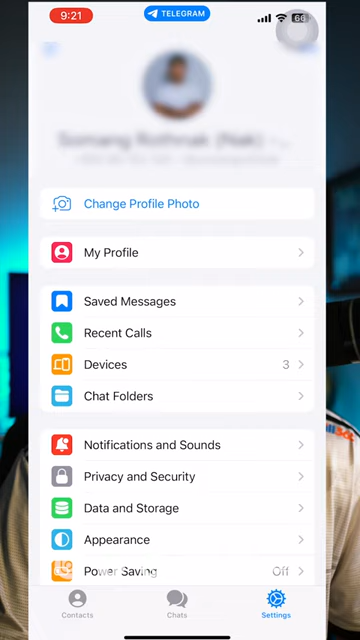 9:21
TELEGRAM
66
Change Profile Photo
My Profile
Saved Messages
Recent Calls
Devices
3
Chat Folders
Notifications and Sounds
Privacy and Security
Data and Storage
Appearance
Power Saving
Off
Contacts
Chats
Settings